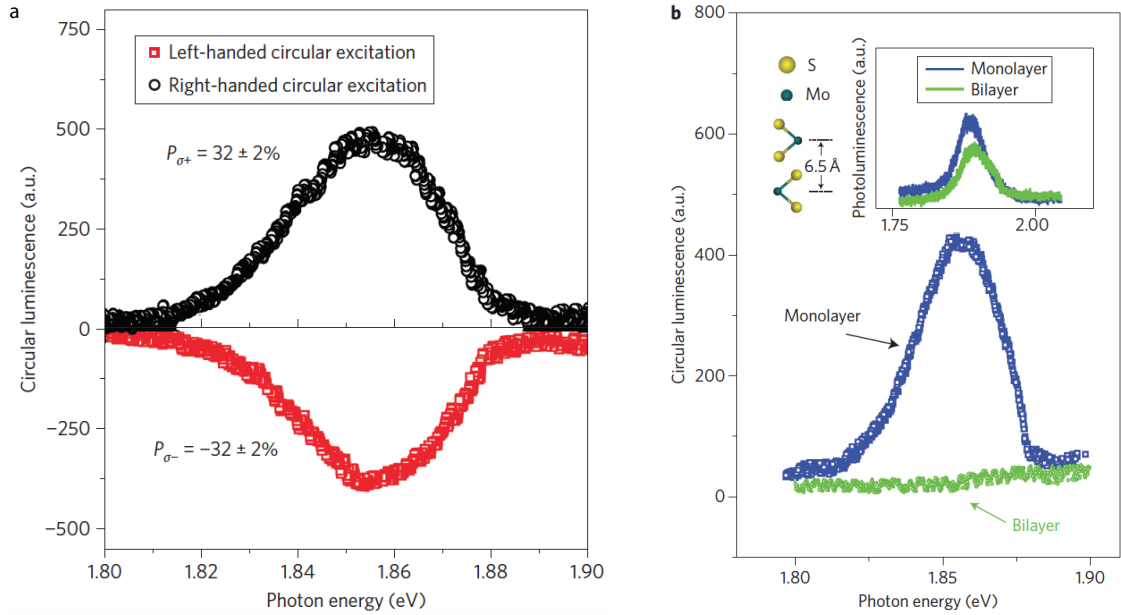 a
Circular luminescence (a.u.)
750
500
250
0
−250
−500
Left-handed circular excitation
Right-handed circular excitation
Pσ+ = 32 ± 2%
Pσ− = −32 ± 2%
1.80 1.82 1.84 1.86 1.88 1.90
Photon energy (eV)
b
Circular luminescence (a.u.)
800
600
400
200
0
S
Mo
6.5 Å
Photoluminescence (a.u.)
Monolayer
Bilayer
1.75 2.00
Monolayer
Bilayer
1.80 1.85 1.90
Photon energy (eV)